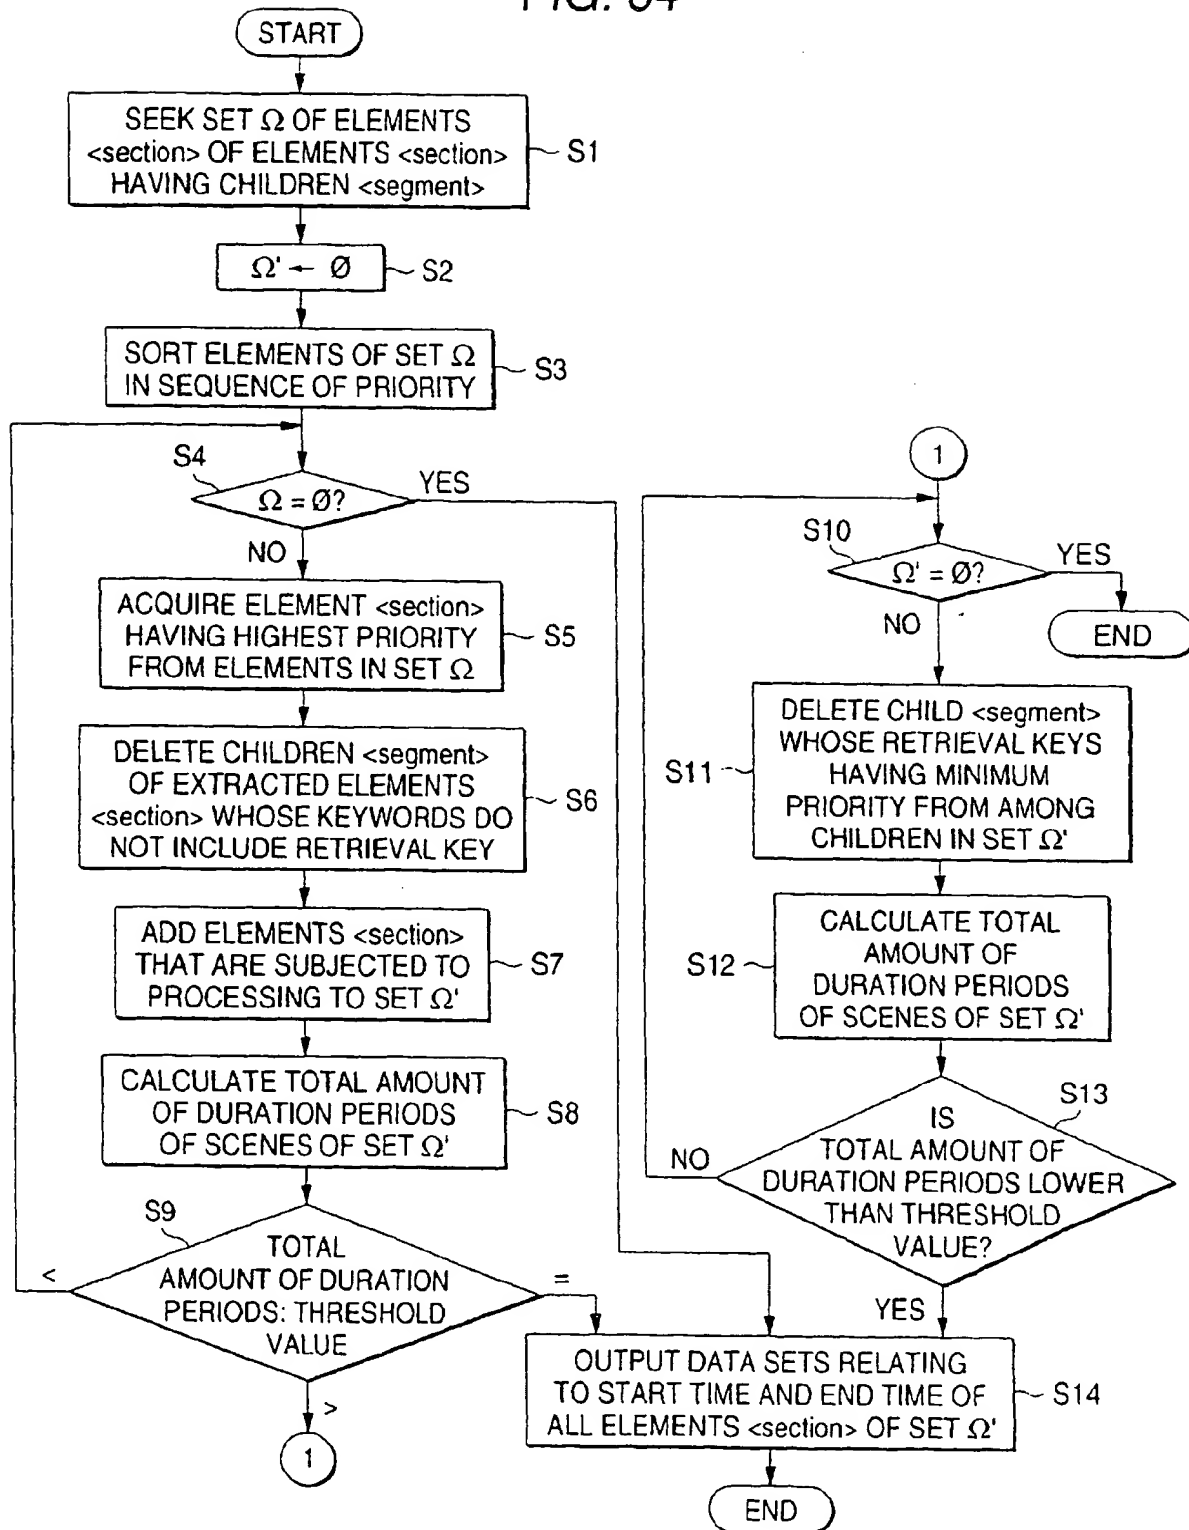 FIG. 34
START
SEEK SET Ω OF ELEMENTS
<section> OF ELEMENTS <section>
HAVING CHILDREN <segment>
S1
Ω' ← Ø
S2
SORT ELEMENTS OF SET Ω
IN SEQUENCE OF PRIORITY
S3
S4
Ω = Ø?
YES
NO
ACQUIRE ELEMENT <section>
HAVING HIGHEST PRIORITY
FROM ELEMENTS IN SET Ω
S5
DELETE CHILDREN <segment>
OF EXTRACTED ELEMENTS
<section> WHOSE KEYWORDS DO
NOT INCLUDE RETRIEVAL KEY
S6
ADD ELEMENTS <section>
THAT ARE SUBJECTED TO
PROCESSING TO SET Ω'
S7
CALCULATE TOTAL AMOUNT
OF DURATION PERIODS
OF SCENES OF SET Ω'
S8
S9
TOTAL
AMOUNT OF DURATION
PERIODS: THRESHOLD
VALUE
<
=
>
1
1
S10
Ω' = Ø?
YES
NO
END
DELETE CHILD <segment>
WHOSE RETRIEVAL KEYS
HAVING MINIMUM
PRIORITY FROM AMONG
CHILDREN IN SET Ω'
S11
CALCULATE TOTAL
AMOUNT OF
DURATION PERIODS
OF SCENES OF SET Ω'
S12
S13
IS
TOTAL AMOUNT OF
DURATION PERIODS LOWER
THAN THRESHOLD
VALUE?
NO
YES
OUTPUT DATA SETS RELATING
TO START TIME AND END TIME OF
ALL ELEMENTS <section> OF SET Ω'
S14
END